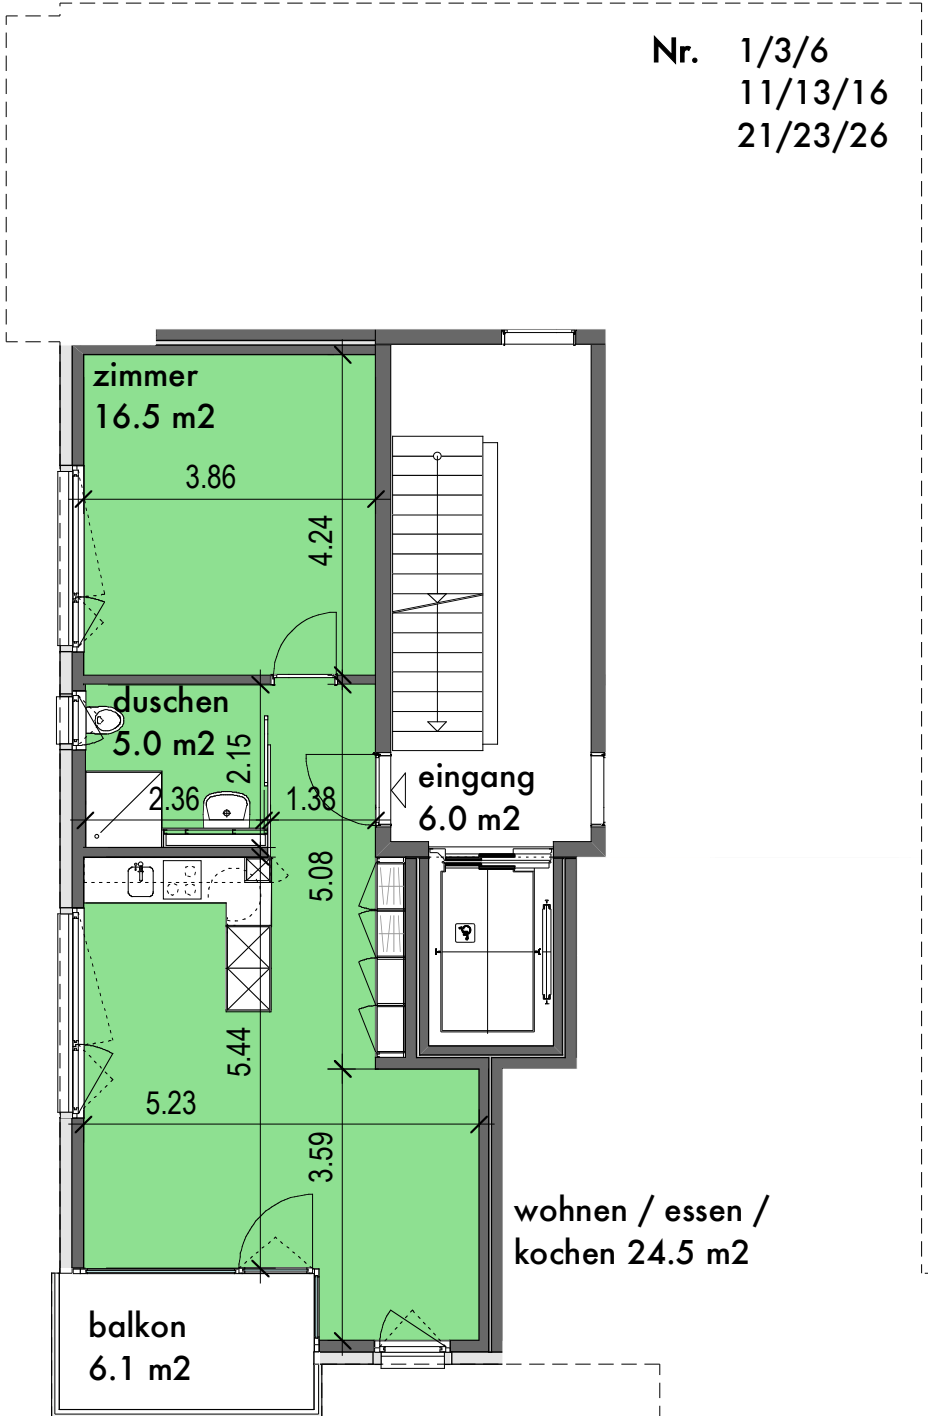 Nr. 1/3/6
11/13/16
21/23/26
zimmer
16.5 m2
3.86
4.24
duschen
5.0 m2
2.15
2.36
1.38
eingang
6.0 m2
5.08
5.44
5.23
3.59
wohnen / essen /
kochen 24.5 m2
balkon
6.1 m2